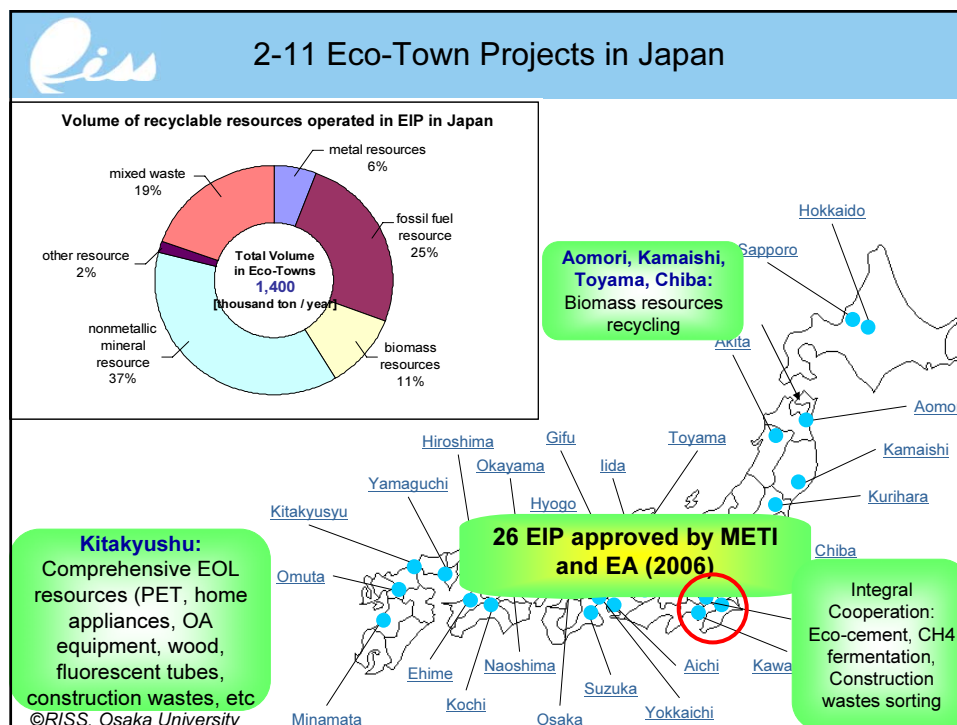 Riss
2-11 Eco-Town Projects in Japan
Volume of recyclable resources operated in EIP in Japan
metal resources
6%
mixed waste
19%
fossil fuel
resource
25%
other resource
2%
Total Volume
in Eco-Towns
1,400
[thousand ton / year]
nonmetallic
mineral
resource
37%
biomass
resources
11%
Hokkaido
Sapporo
Aomori, Kamaishi,
Toyama, Chiba:
Biomass resources
recycling
Akita
Aomori
Hiroshima
Gifu
Toyama
Kamaishi
Okayama
Iida
Yamaguchi
Hyogo
Kurihara
Kitakyusyu
26 EIP approved by METI
and EA (2006)
Chiba
Kitakyushu:
Comprehensive EOL
resources (PET, home
appliances, OA
equipment, wood,
fluorescent tubes,
construction wastes, etc
Omuta
Integral
Cooperation:
Eco-cement, CH4
fermentation,
Construction
wastes sorting
Ehime
Naoshima
Aichi
Kawa
Kochi
Suzuka
Minamata
Osaka
Yokkaichi
©RISS, Osaka University